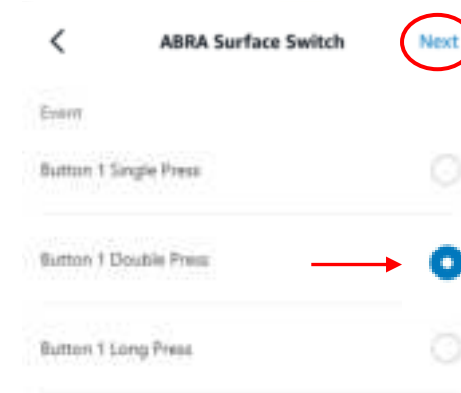 ABRA Surface Switch Next
Event
Button 1 Single Press
Button 1 Double Press
Button 1 Long Press